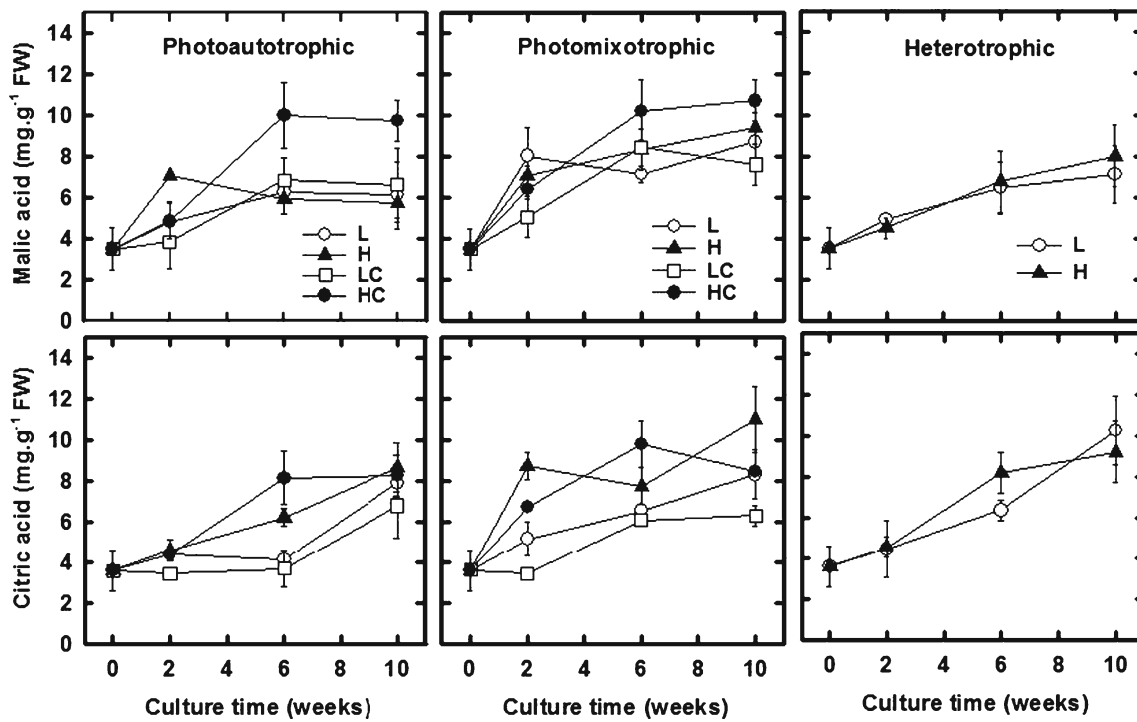 Photoautotrophic
Photomixotrophic
Heterotrophic
Malic acid (mg.g⁻¹ FW)
14
12
10
8
6
4
2
0
L
H
LC
HC
L
H
LC
HC
L
H
Citric acid (mg.g⁻¹ FW)
14
12
10
8
6
4
2
0
0 2 4 6 8 10
0 2 4 6 8 10
0 2 4 6 8 10
Culture time (weeks)
Culture time (weeks)
Culture time (weeks)